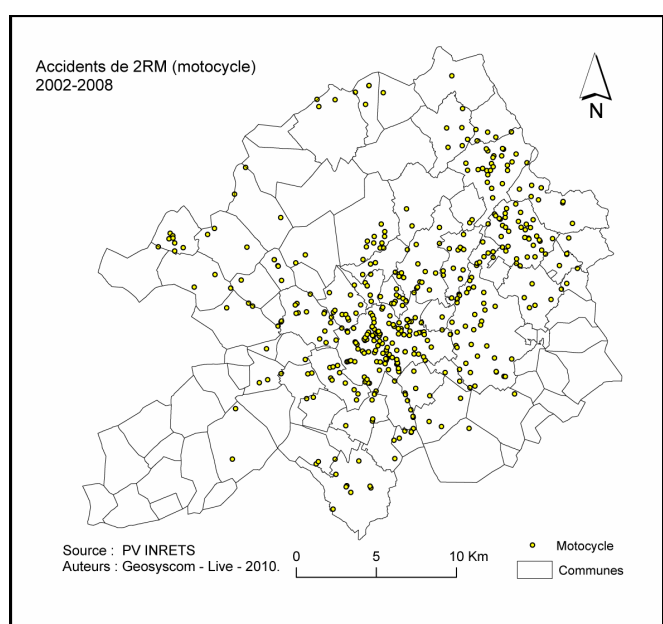 Accidents de 2RM (motocycle)
2002-2008
N
Source : PV INRETS
Auteurs : Geosyscom - Live - 2010.
0 5 10 Km
Motocycle
Communes